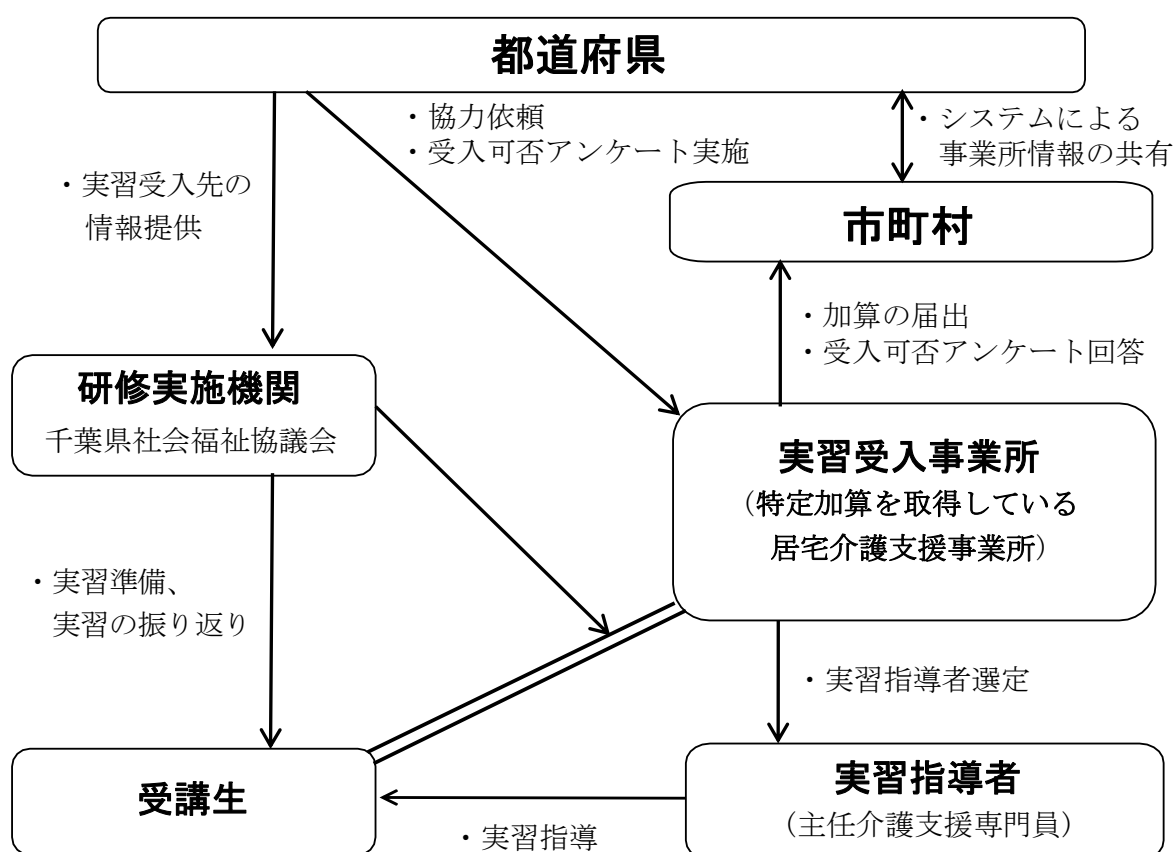 都道府県
・協力依頼
・受入可否アンケート実施
・システムによる
事業所情報の共有
・実習受入先の
情報提供
市町村
・加算の届出
・受入可否アンケート回答
研修実施機関
千葉県社会福祉協議会
実習受入事業所
（特定加算を取得している
居宅介護支援事業所）
・実習準備、
実習の振り返り
・実習指導者選定
受講生
・実習指導
実習指導者
（主任介護支援専門員）